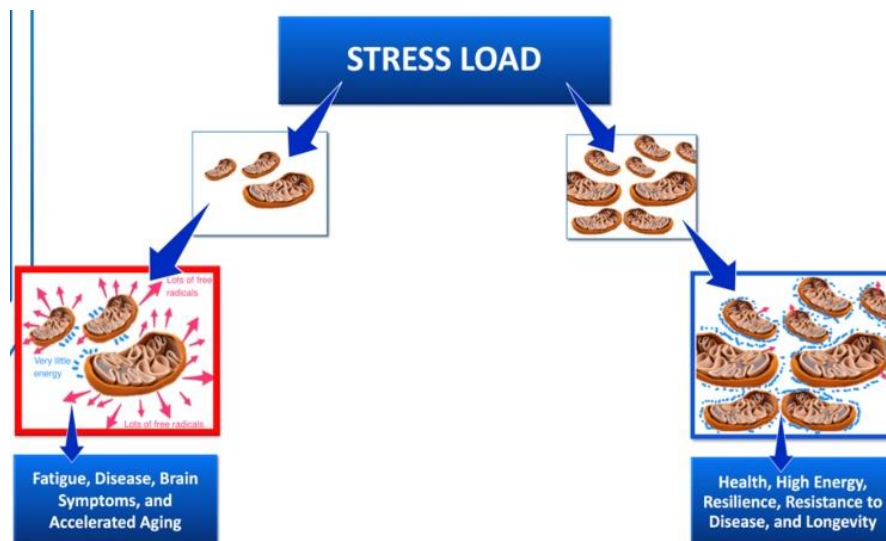 STRESS LOAD
Lots of free
radicals
Very little
energy
Lots of free radicals
Fatigue, Disease, Brain
Symptoms, and
Accelerated Aging
Health, High Energy,
Resilience, Resistance to
Disease, and Longevity